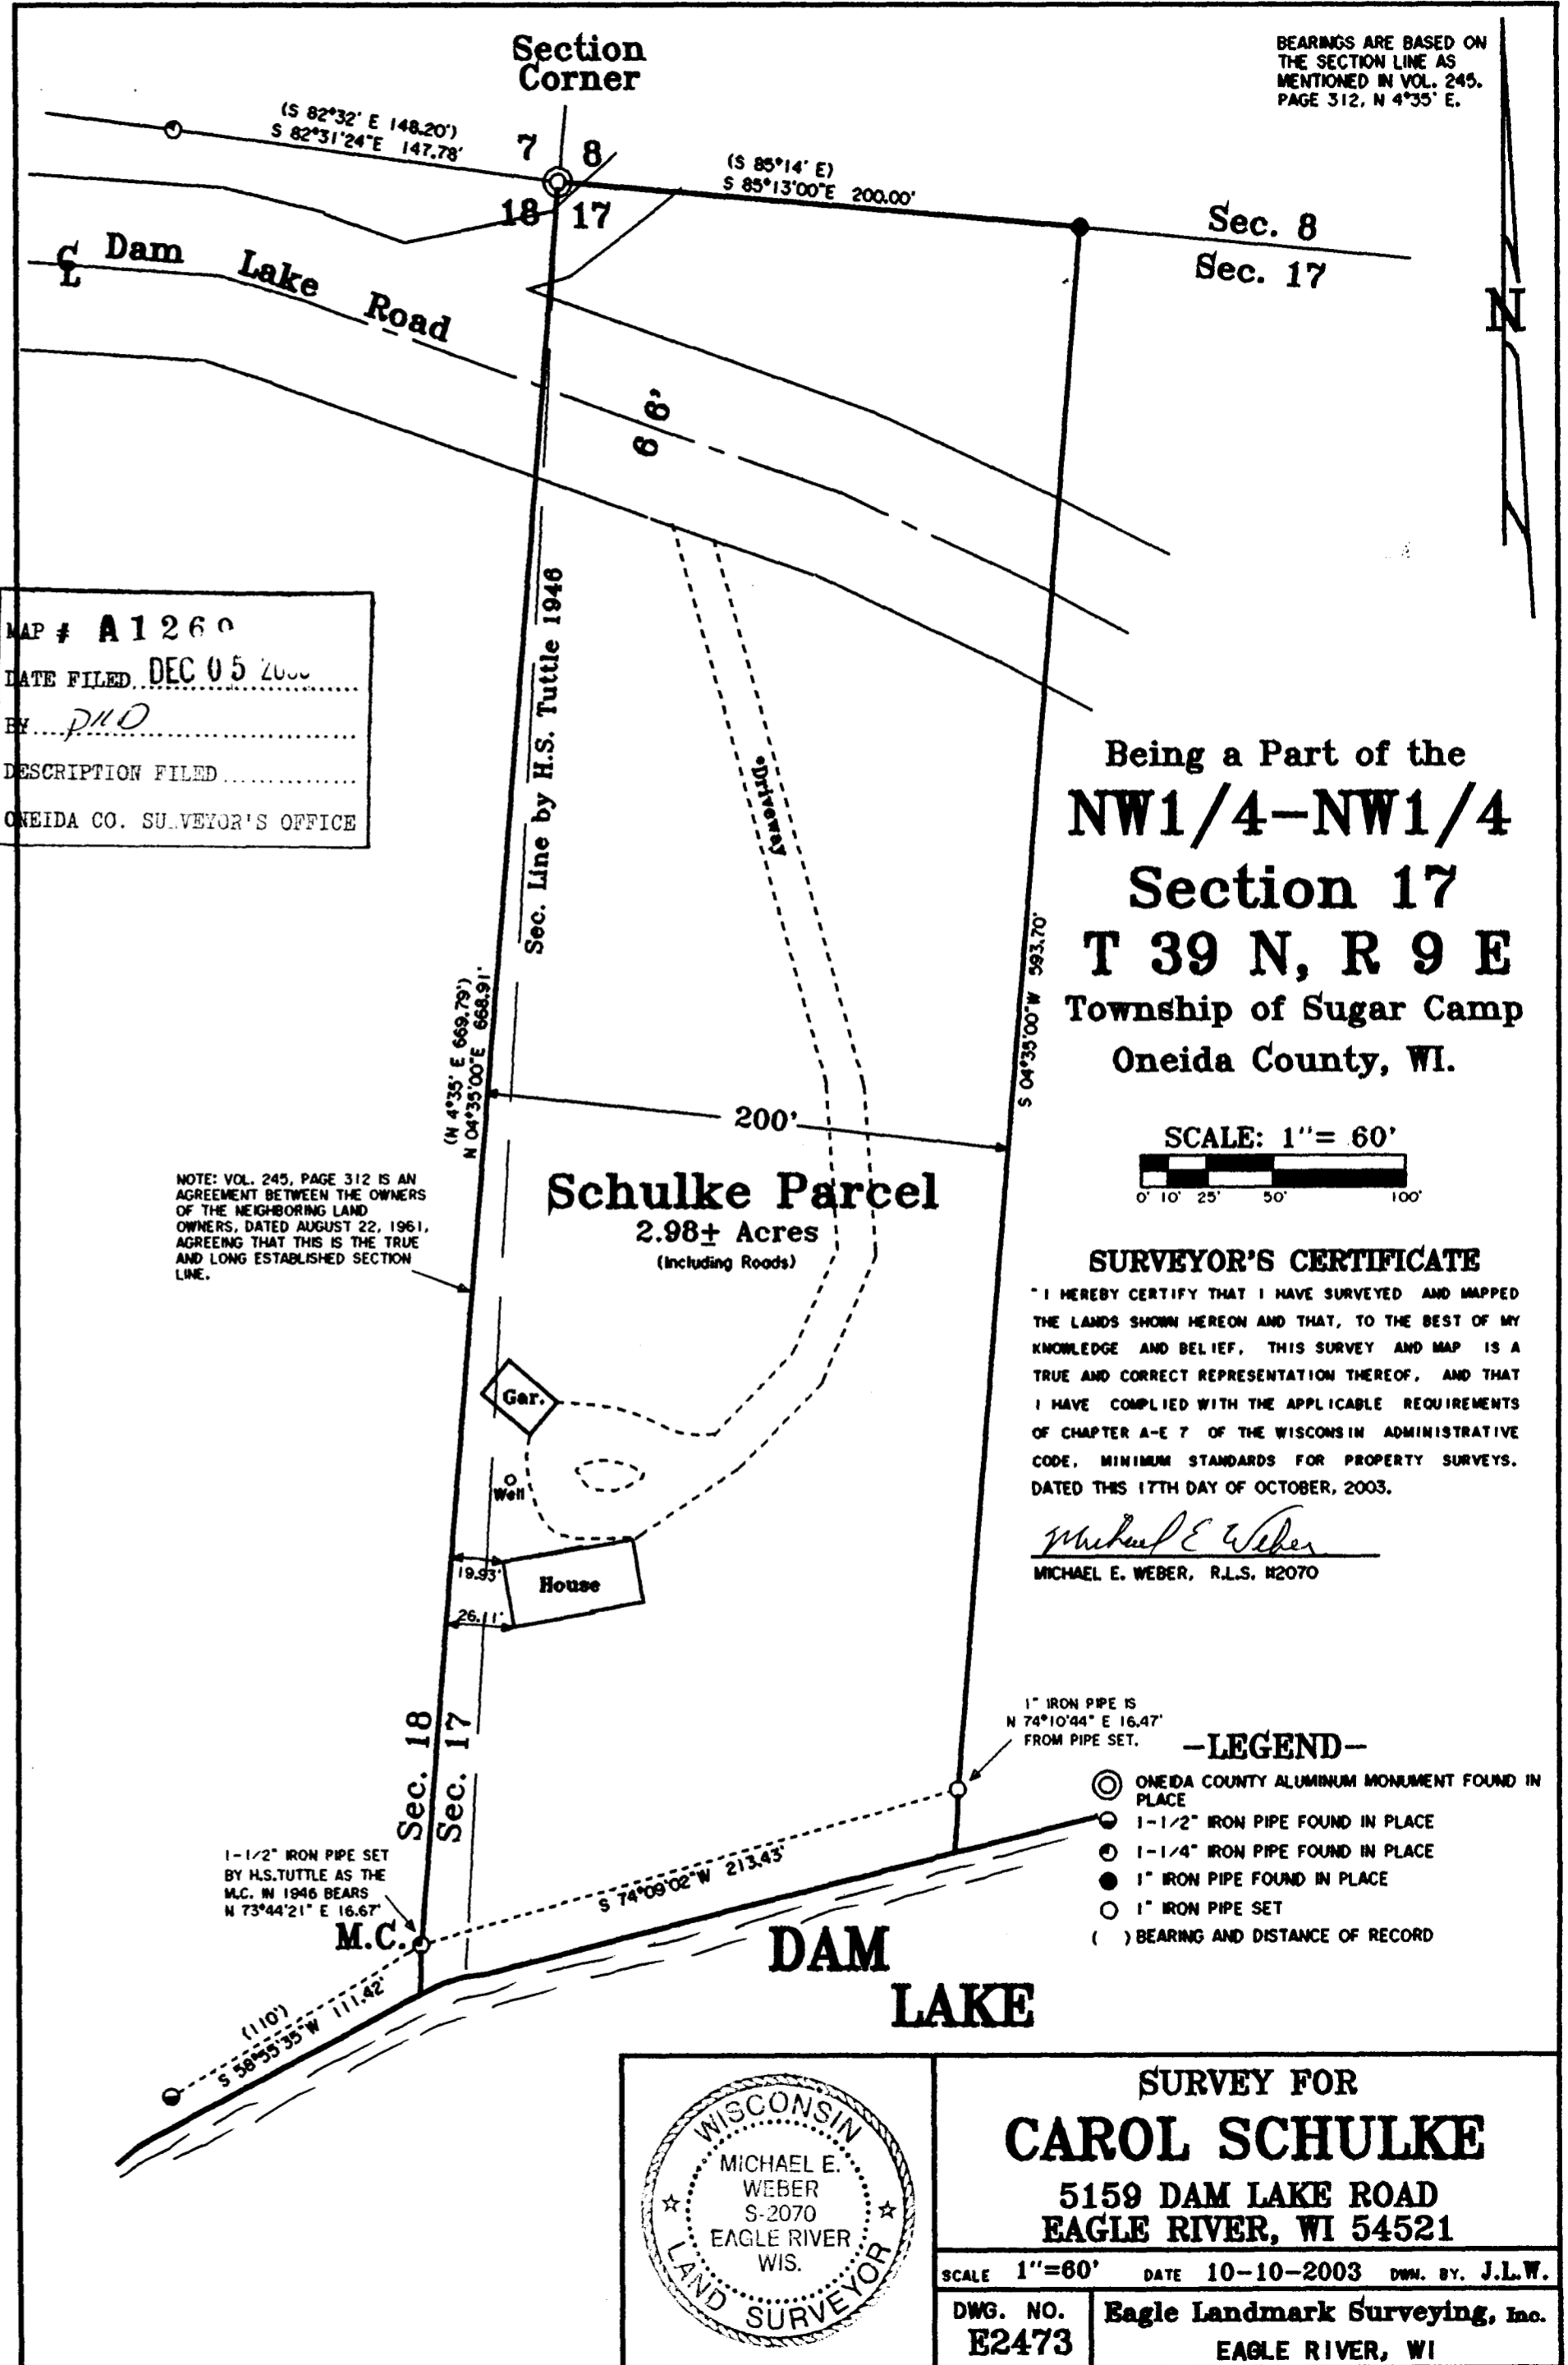 Section
Corner
BEARINGS ARE BASED ON
THE SECTION LINE AS
MENTIONED IN VOL. 245,
PAGE 312, N 4°35' E.
(S 82°32' E 148.20')
S 82°31'24"E 147.78'
7 8
18 17
(S 85°14' E)
S 85°13'00"E 200.00'
Sec. 8
Sec. 17
N
CL Dam Lake Road
66'
Sec. Line by H.S. Tuttle 1946
MAP # A126
DATE FILED DEC 05
BY
DESCRIPTION FILED
ONEIDA CO. SURVEYOR'S OFFICE
Driveway
Being a Part of the
NW1/4-NW1/4
Section 17
T 39 N, R 9 E
Township of Sugar Camp
Oneida County, WI.
S 04°35'00"W 593.70'
(N 4°35' E 669.79')
N 04°35'00"E 668.91'
200'
SCALE: 1"= 60'
0' 10' 25' 50' 100'
NOTE: VOL. 245, PAGE 312 IS AN
AGREEMENT BETWEEN THE OWNERS
OF THE NEIGHBORING LAND
OWNERS, DATED AUGUST 22, 1961,
AGREEING THAT THIS IS THE TRUE
AND LONG ESTABLISHED SECTION
LINE.
Schulke Parcel
2.98± Acres
(Including Roads)
SURVEYOR'S CERTIFICATE
"I HEREBY CERTIFY THAT I HAVE SURVEYED AND MAPPED
THE LANDS SHOWN HEREON AND THAT, TO THE BEST OF MY
KNOWLEDGE AND BELIEF, THIS SURVEY AND MAP IS A
TRUE AND CORRECT REPRESENTATION THEREOF, AND THAT
I HAVE COMPLIED WITH THE APPLICABLE REQUIREMENTS
OF CHAPTER A-E 7 OF THE WISCONSIN ADMINISTRATIVE
CODE, MINIMUM STANDARDS FOR PROPERTY SURVEYS.
DATED THIS 17TH DAY OF OCTOBER, 2003.
Michael E Weber
MICHAEL E. WEBER, R.L.S. #2070
Gar.
Well
19.93'
House
26.11'
Sec. 18
Sec. 17
1" IRON PIPE IS
N 74°10'44" E 16.47'
FROM PIPE SET.
-LEGEND-
ONEIDA COUNTY ALUMINUM MONUMENT FOUND IN
PLACE
1-1/2" IRON PIPE FOUND IN PLACE
1-1/4" IRON PIPE FOUND IN PLACE
1" IRON PIPE FOUND IN PLACE
1" IRON PIPE SET
( ) BEARING AND DISTANCE OF RECORD
1-1/2" IRON PIPE SET
BY H.S.TUTTLE AS THE
M.C. IN 1946 BEARS
N 73°44'21" E 16.67'
M.C.
S 74°09'02"W 213.43'
(110')
S 58°55'35"W 111.42'
DAM
LAKE
WISCONSIN
MICHAEL E.
WEBER
S-2070
EAGLE RIVER
WIS.
LAND SURVEYOR
SURVEY FOR
CAROL SCHULKE
5159 DAM LAKE ROAD
EAGLE RIVER, WI 54521
SCALE 1"=60' DATE 10-10-2003 DWN. BY. J.L.W.
DWG. NO.
E2473
Eagle Landmark Surveying, Inc.
EAGLE RIVER, WI